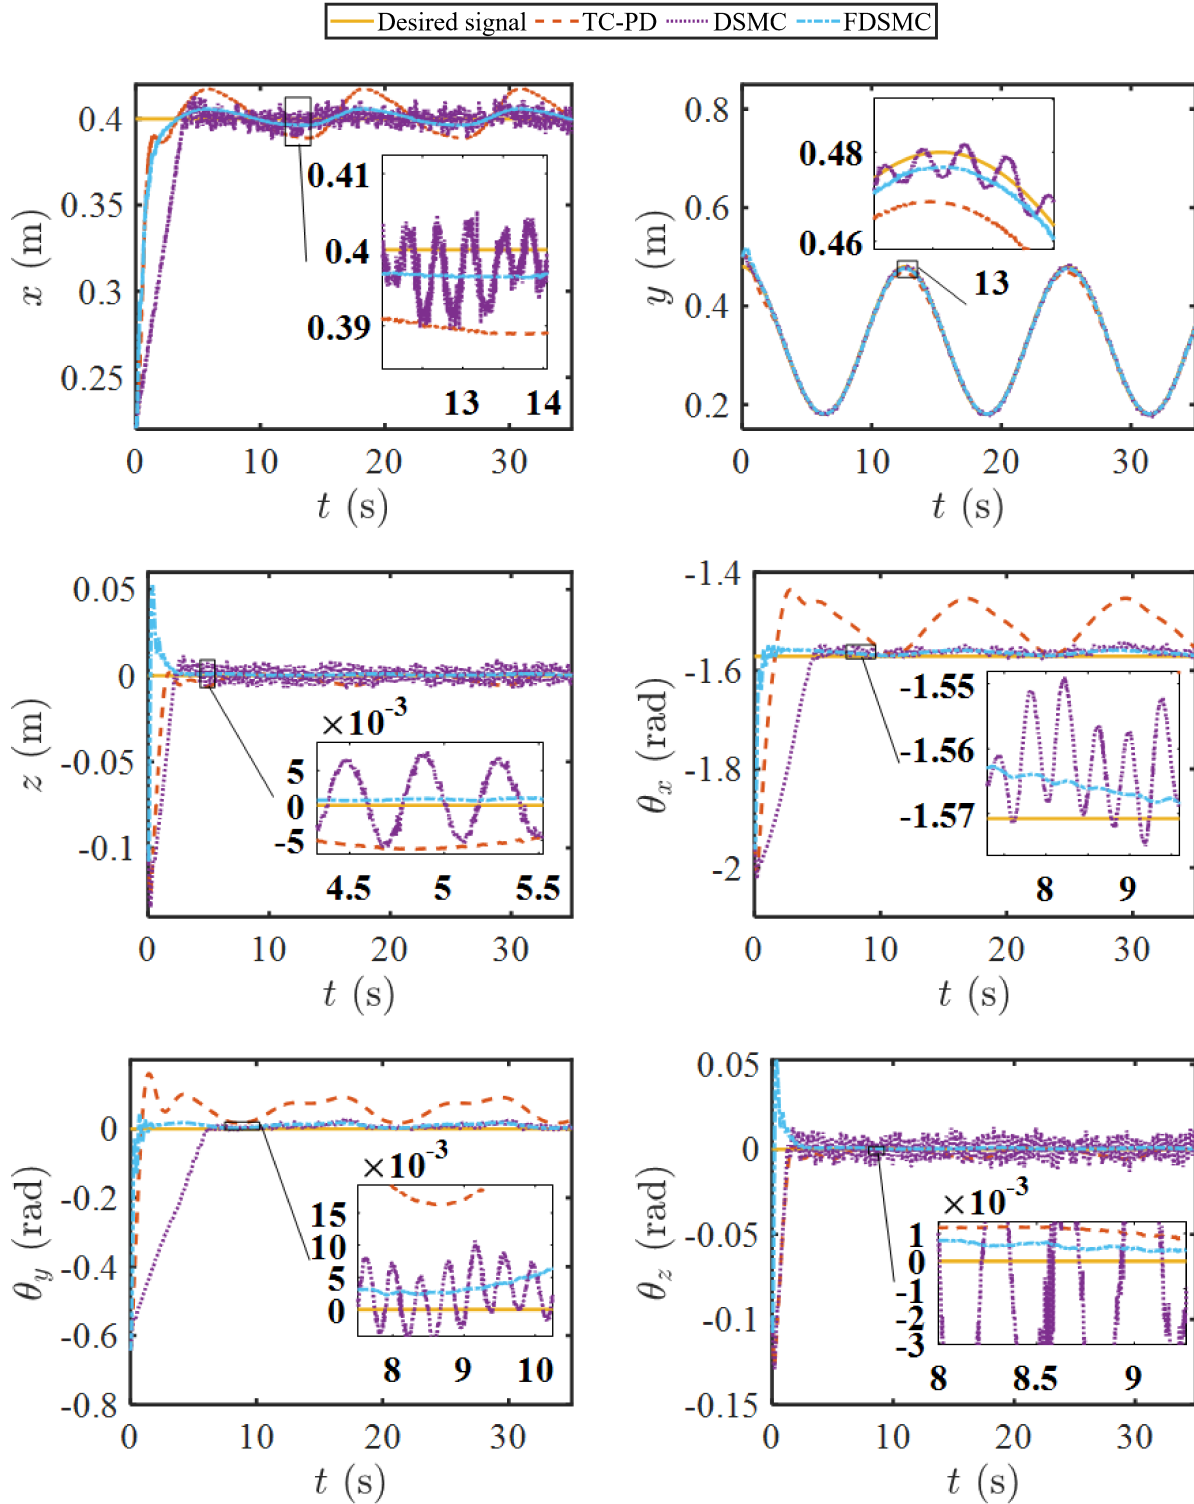 Desired signal TC-PD DSMC FDSMC
0.4
0.35
0.3
0.25
x (m)
0.41
0.4
0.39
13 14
0 10 20 30
t (s)
0.8
0.6
0.4
0.2
y (m)
0.48
0.46
13
0 10 20 30
t (s)
0.05
0
-0.05
-0.1
z (m)
×10-3
5
0
-5
4.5 5 5.5
0 10 20 30
t (s)
-1.4
-1.6
-1.8
-2
θx (rad)
-1.55
-1.56
-1.57
8 9
0 10 20 30
t (s)
0
-0.2
-0.4
-0.6
-0.8
θy (rad)
×10-3
15
10
5
0
8 9 10
0 10 20 30
t (s)
0.05
0
-0.05
-0.1
-0.15
θz (rad)
×10-3
1
0
-1
-2
-3
8 8.5 9
0 10 20 30
t (s)